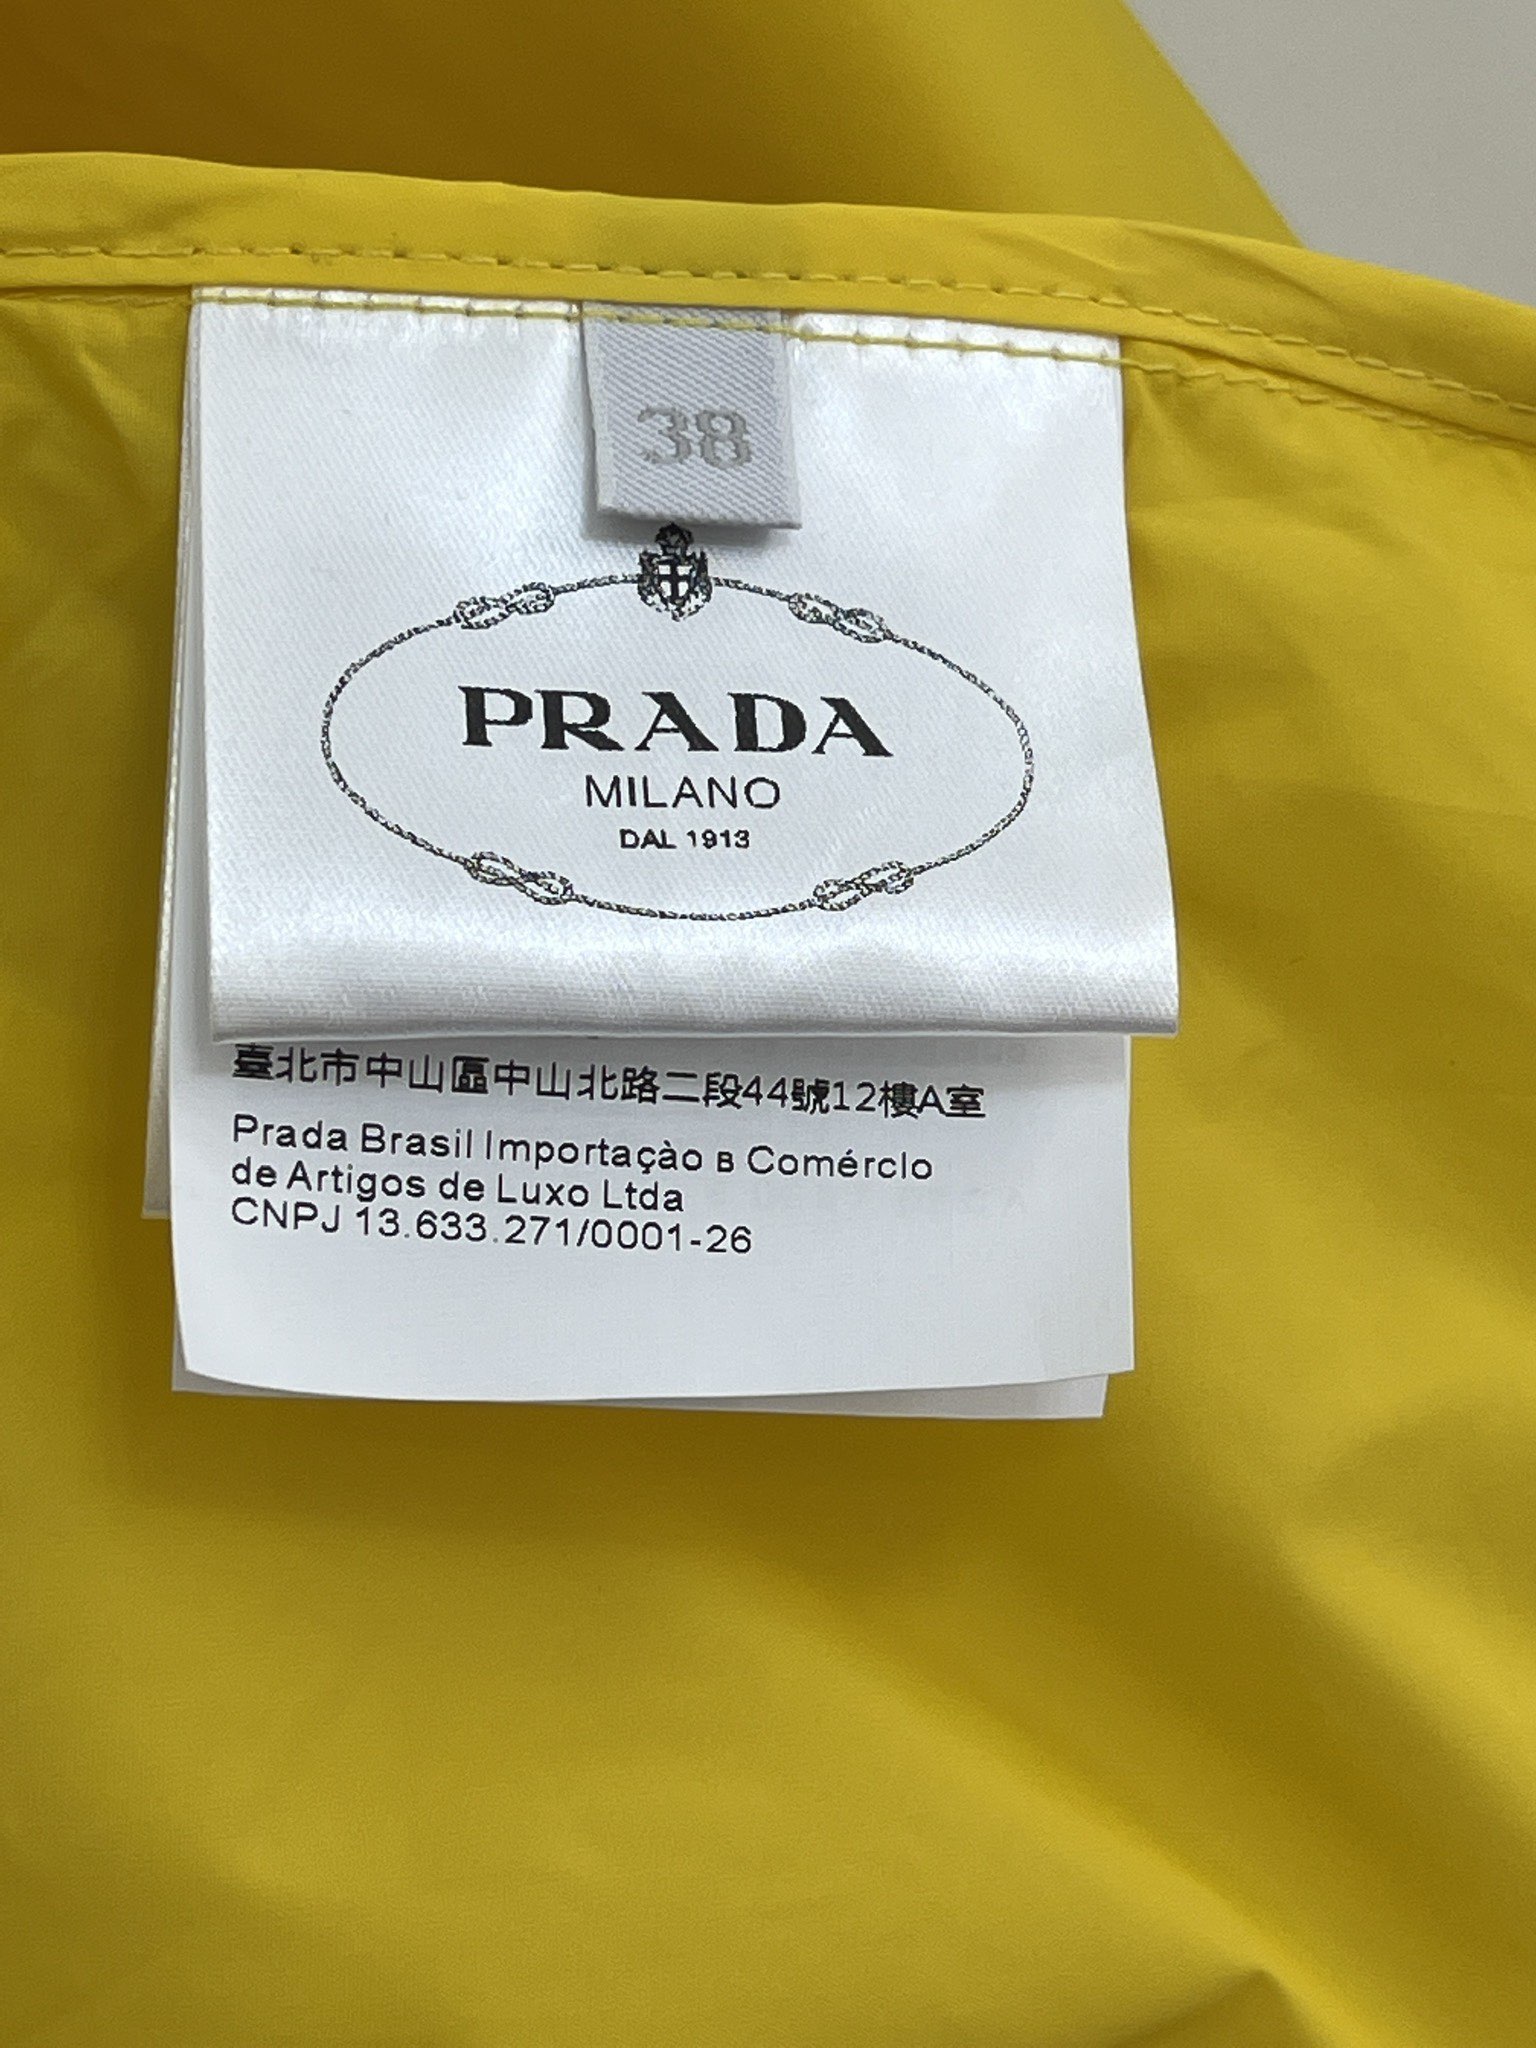 38
PRADA
MILANO
DAL 1913
臺北市中山區中山北路二段44號12樓A室
Prada Brasil Importaçào в Comérclo
de Artigos de Luxo Ltda
CNPJ 13.633.271/0001-26